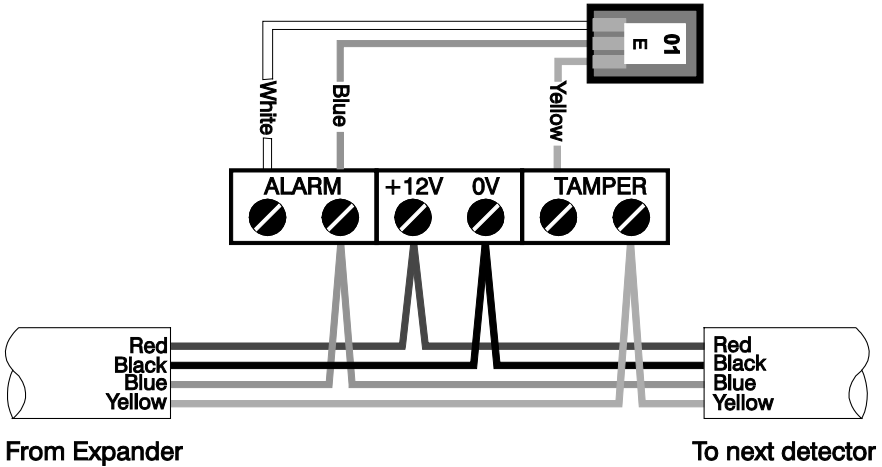 01
E
White
Blue
Yellow
ALARM +12V 0V TAMPER
Red
Black
Blue
Yellow
Red
Black
Blue
Yellow
From Expander
To next detector